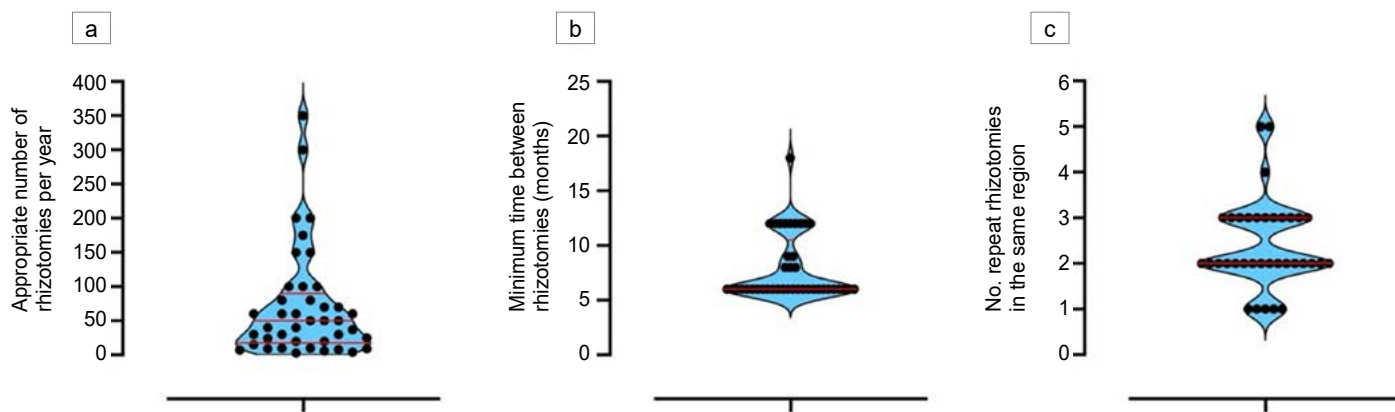 a
Appropriate number of
rhizotomies per year
400
350
300
250
200
150
100
50
0
b
Minimum time between
rhizotomies (months)
25
20
15
10
5
0
c
No. repeat rhizotomies
in the same region
6
5
4
3
2
1
0